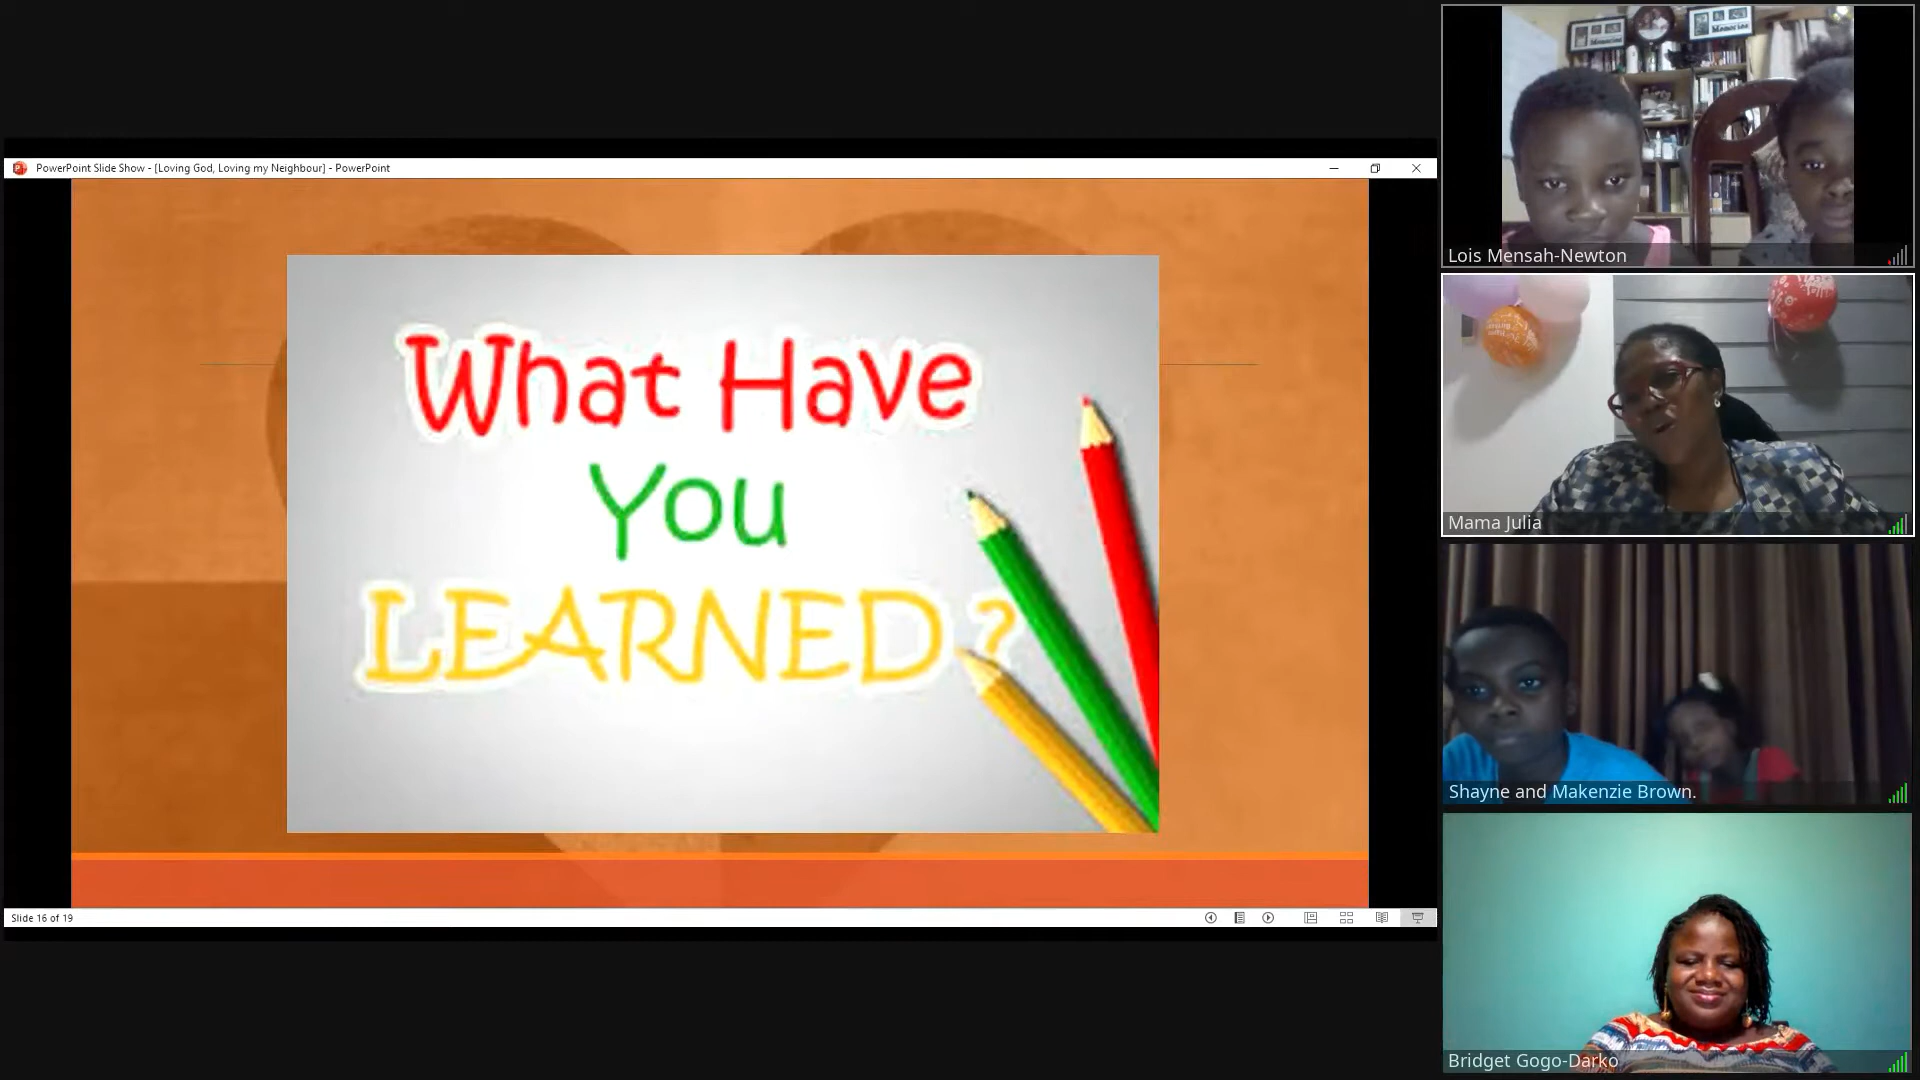 PowerPoint Slide Show - [Loving God, Loving my Neighbour] - PowerPoint
What Have
You
LEARNED?
Slide 16 of 19
Lois Mensah-Newton
Mama Julia
Shayne and Makenzie Brown.
Bridget Gogo-Darko